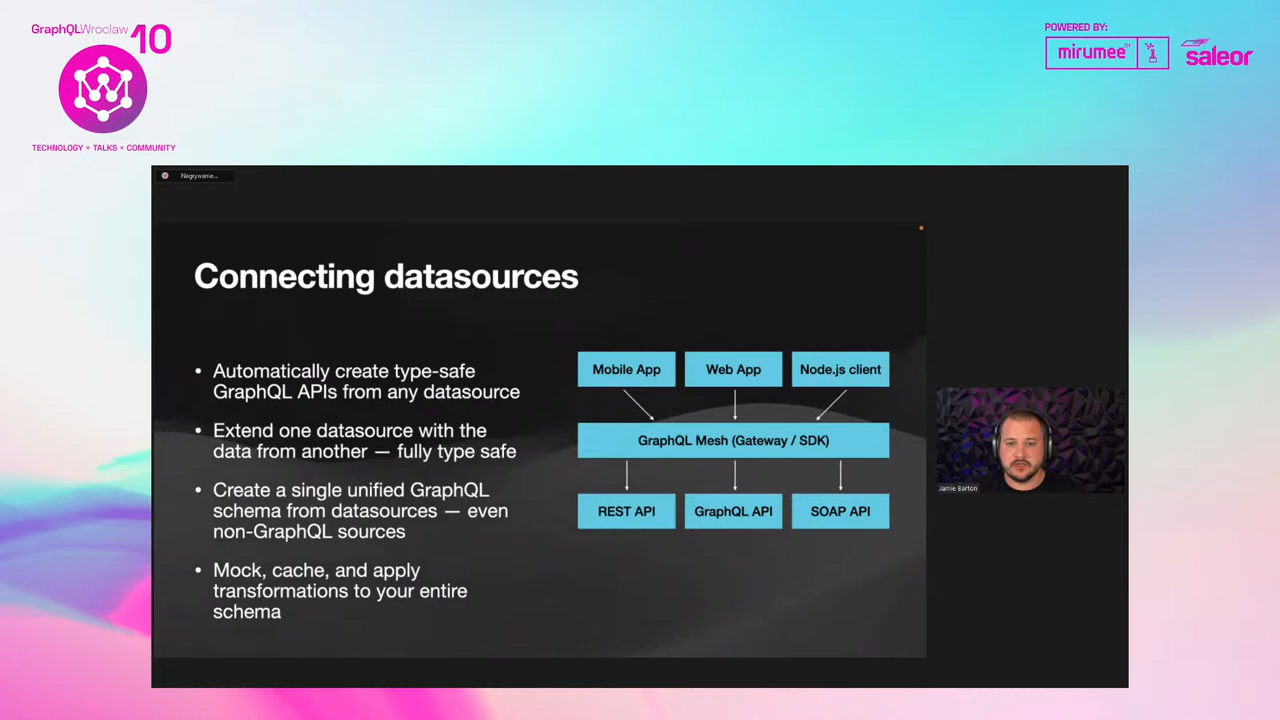 GraphQLWroclaw 10
TECHNOLOGY × TALKS × COMMUNITY
POWERED BY:
mirumee
saleor
Nagrywanie...
Connecting datasources
• Automatically create type-safe
GraphQL APIs from any datasource
• Extend one datasource with the
data from another — fully type safe
• Create a single unified GraphQL
schema from datasources — even
non-GraphQL sources
• Mock, cache, and apply
transformations to your entire
schema
Mobile App
Web App
Node.js client
GraphQL Mesh (Gateway / SDK)
REST API
GraphQL API
SOAP API
Jamie Barton